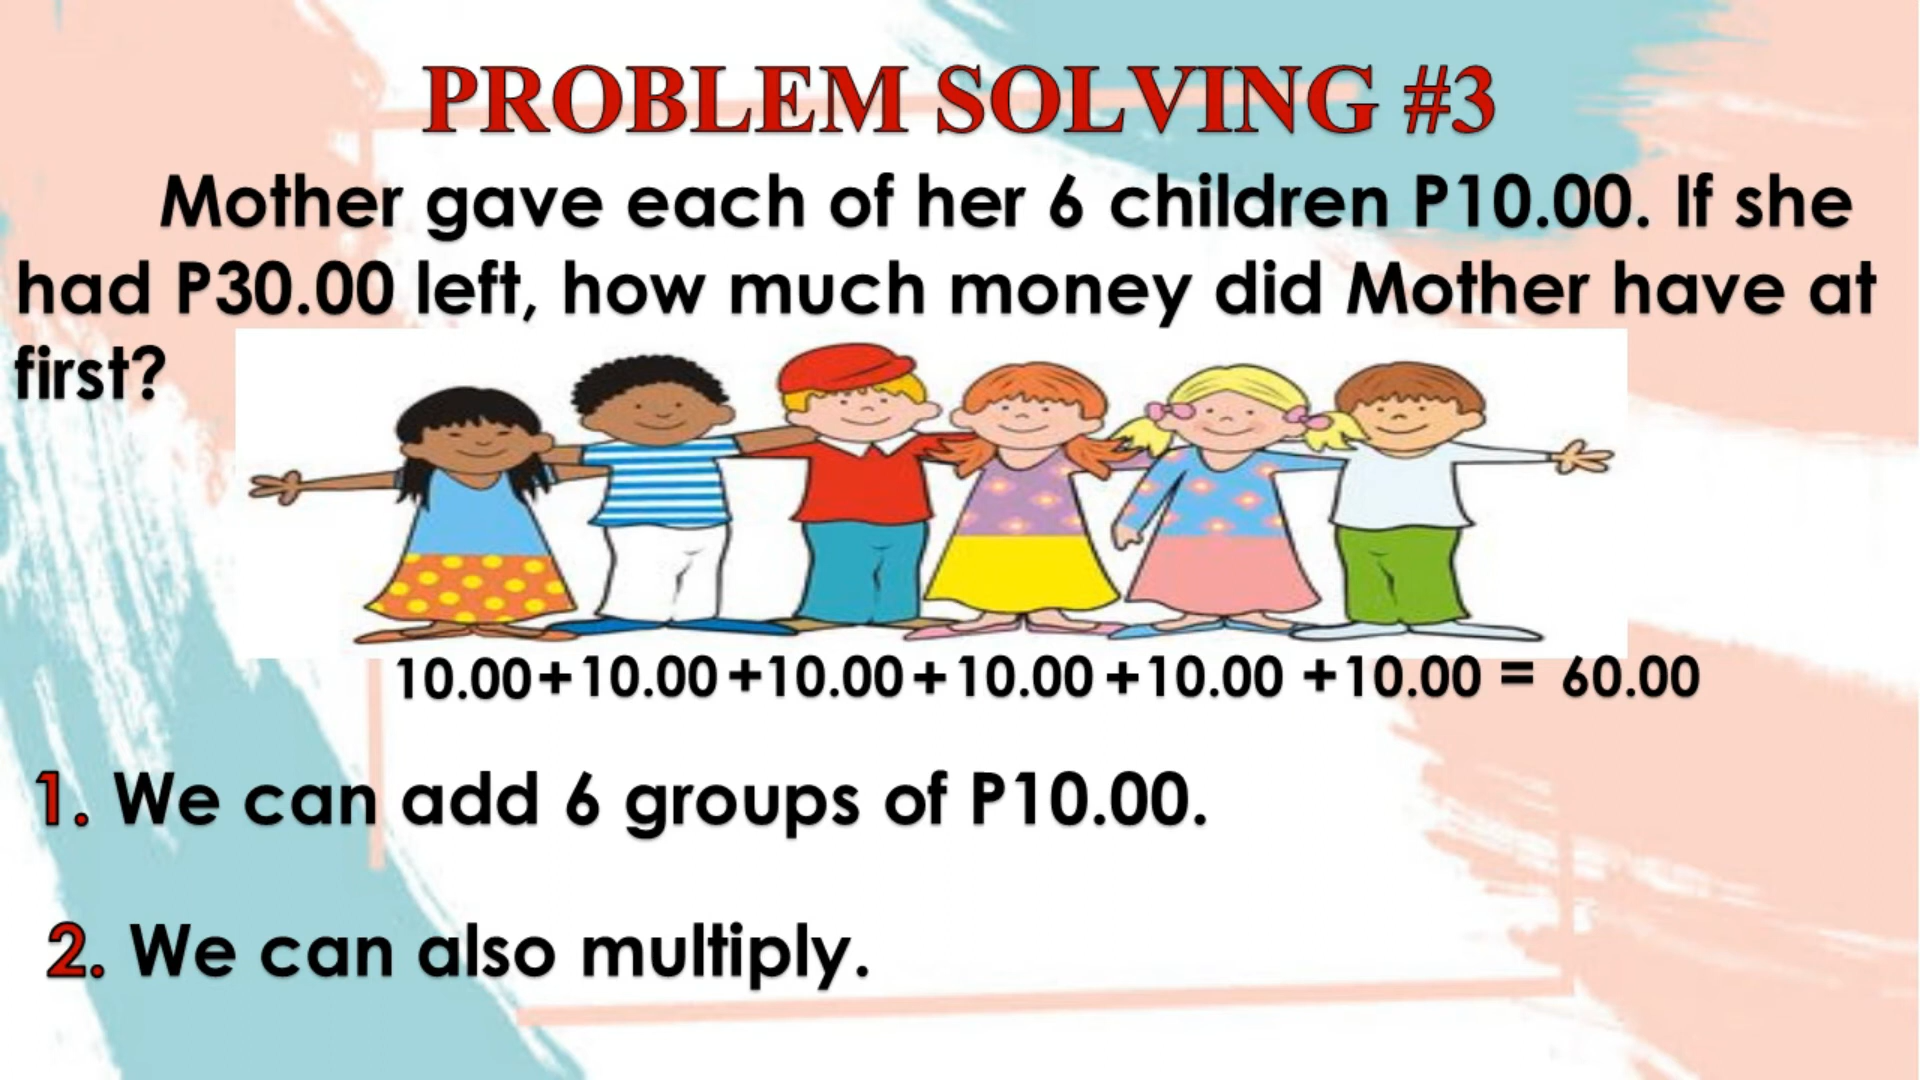 PROBLEM SOLVING #3
Mother gave each of her 6 children P10.00. If she
had P30.00 left, how much money did Mother have at
first?
10.00+10.00+10.00+10.00+10.00 +10.00 = 60.00
1. We can add 6 groups of P10.00.
2. We can also multiply.